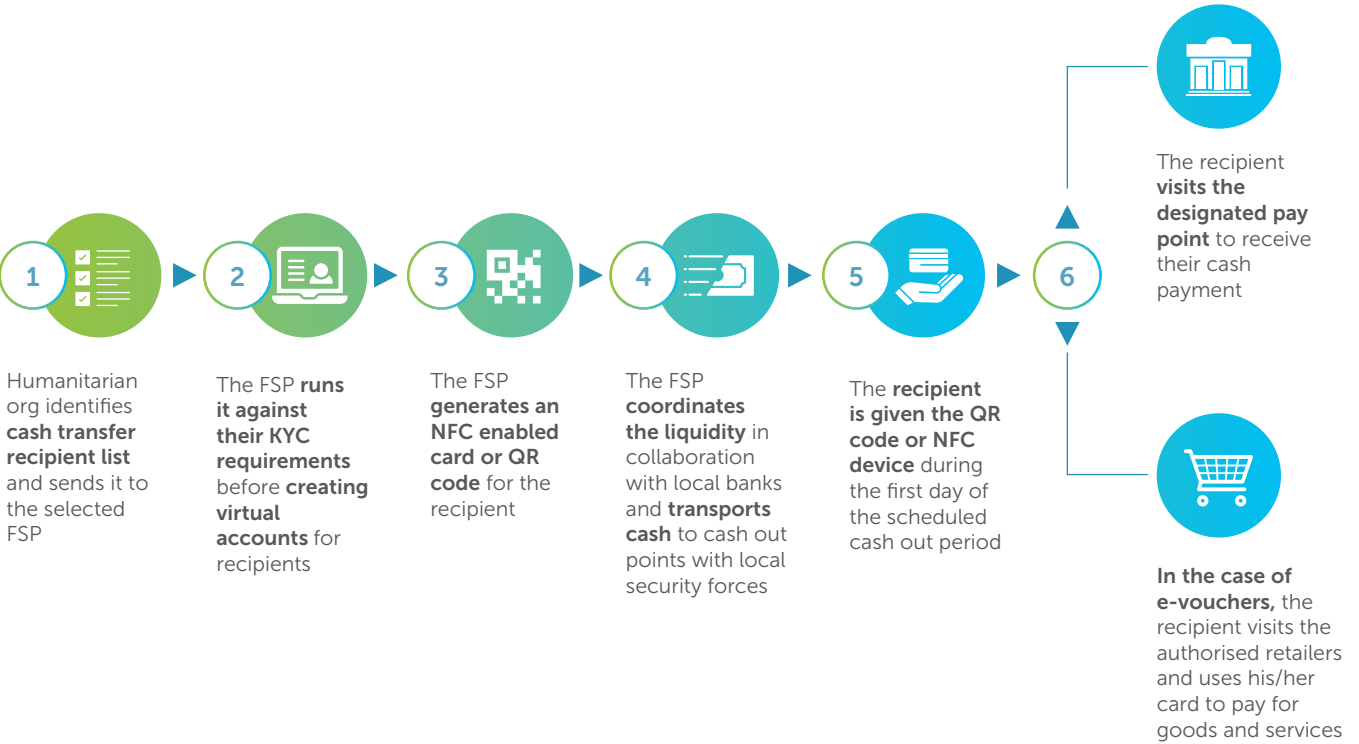 1
Humanitarian
org identifies
cash transfer
recipient list
and sends it to
the selected
FSP
2
The FSP runs
it against
their KYC
requirements
before creating
virtual
accounts for
recipients
3
The FSP
generates an
NFC enabled
card or QR
code for the
recipient
4
The FSP
coordinates
the liquidity in
collaboration
with local banks
and transports
cash to cash out
points with local
security forces
5
The recipient
is given the QR
code or NFC
device during
the first day of
the scheduled
cash out period
6
The recipient
visits the
designated pay
point to receive
their cash
payment
In the case of
e-vouchers, the
recipient visits the
authorised retailers
and uses his/her
card to pay for
goods and services